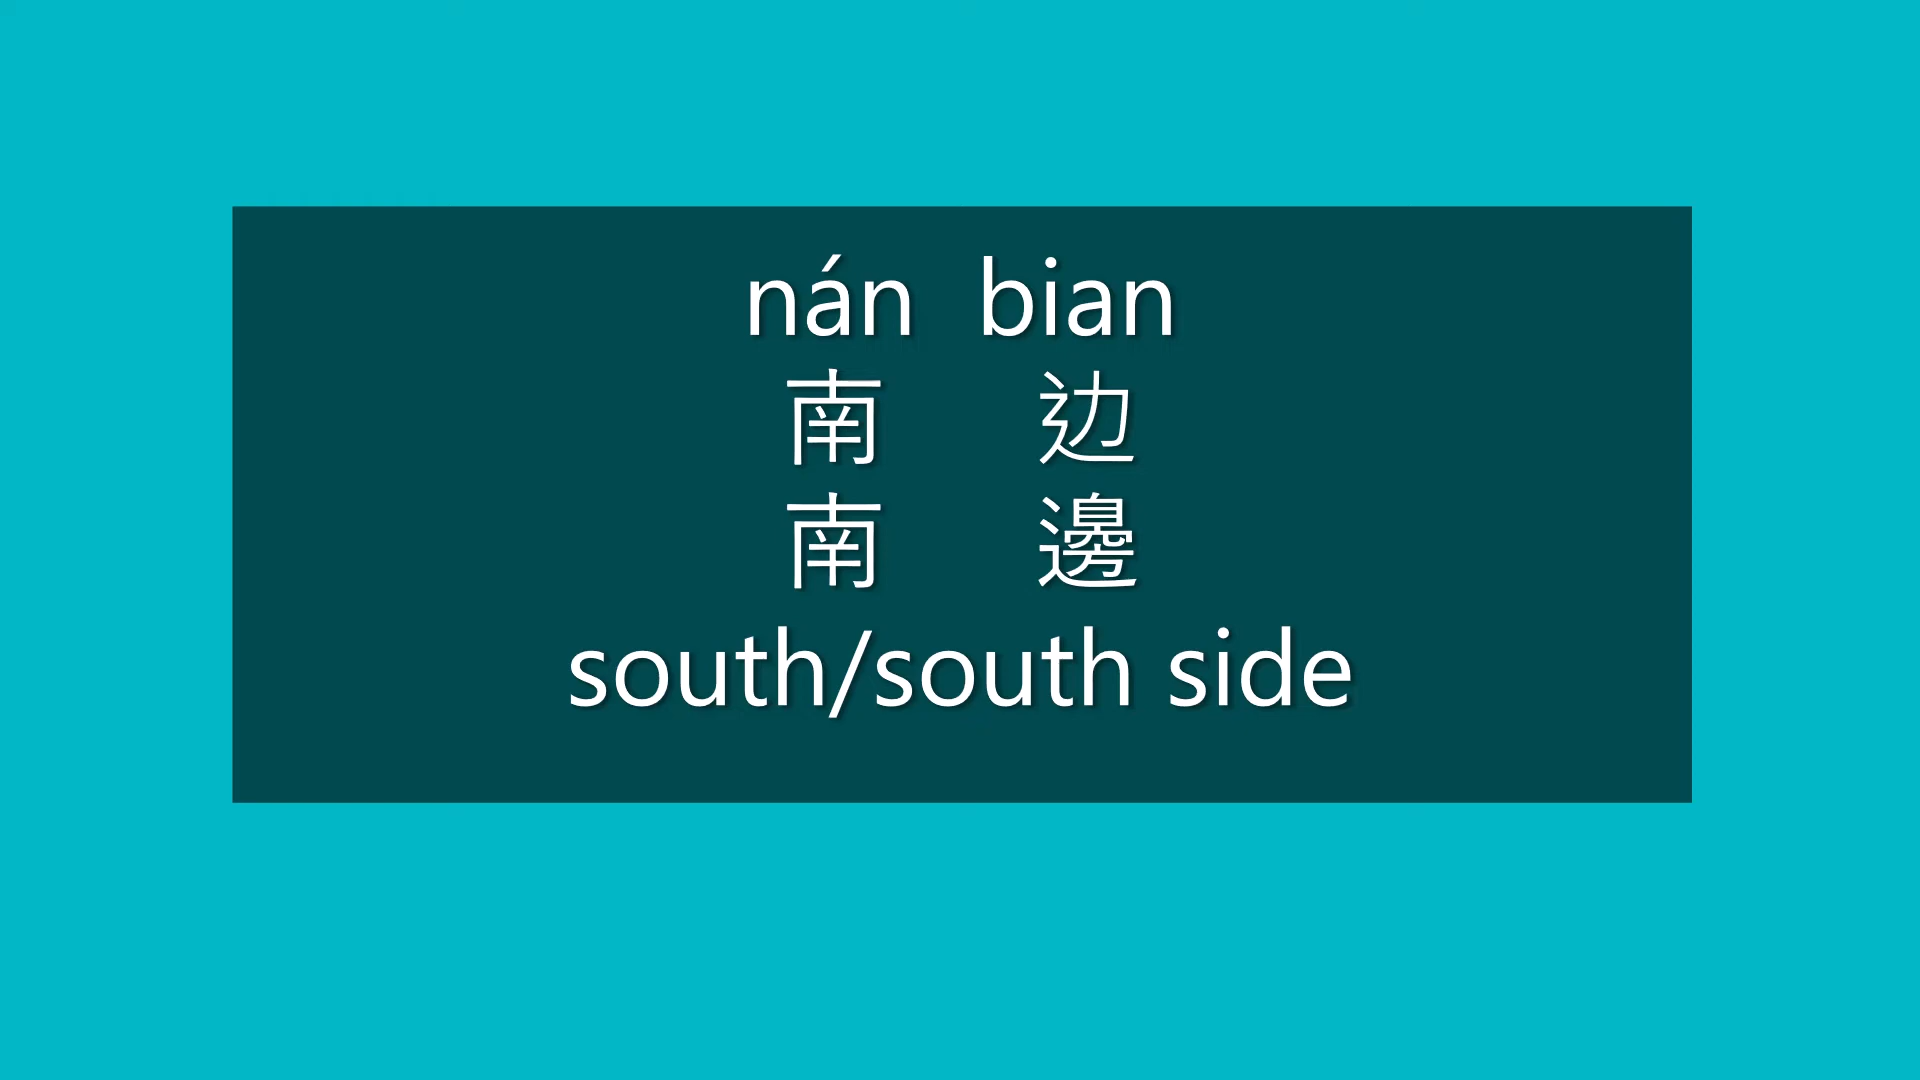 nán bian
南 边
南 邊
south/south side